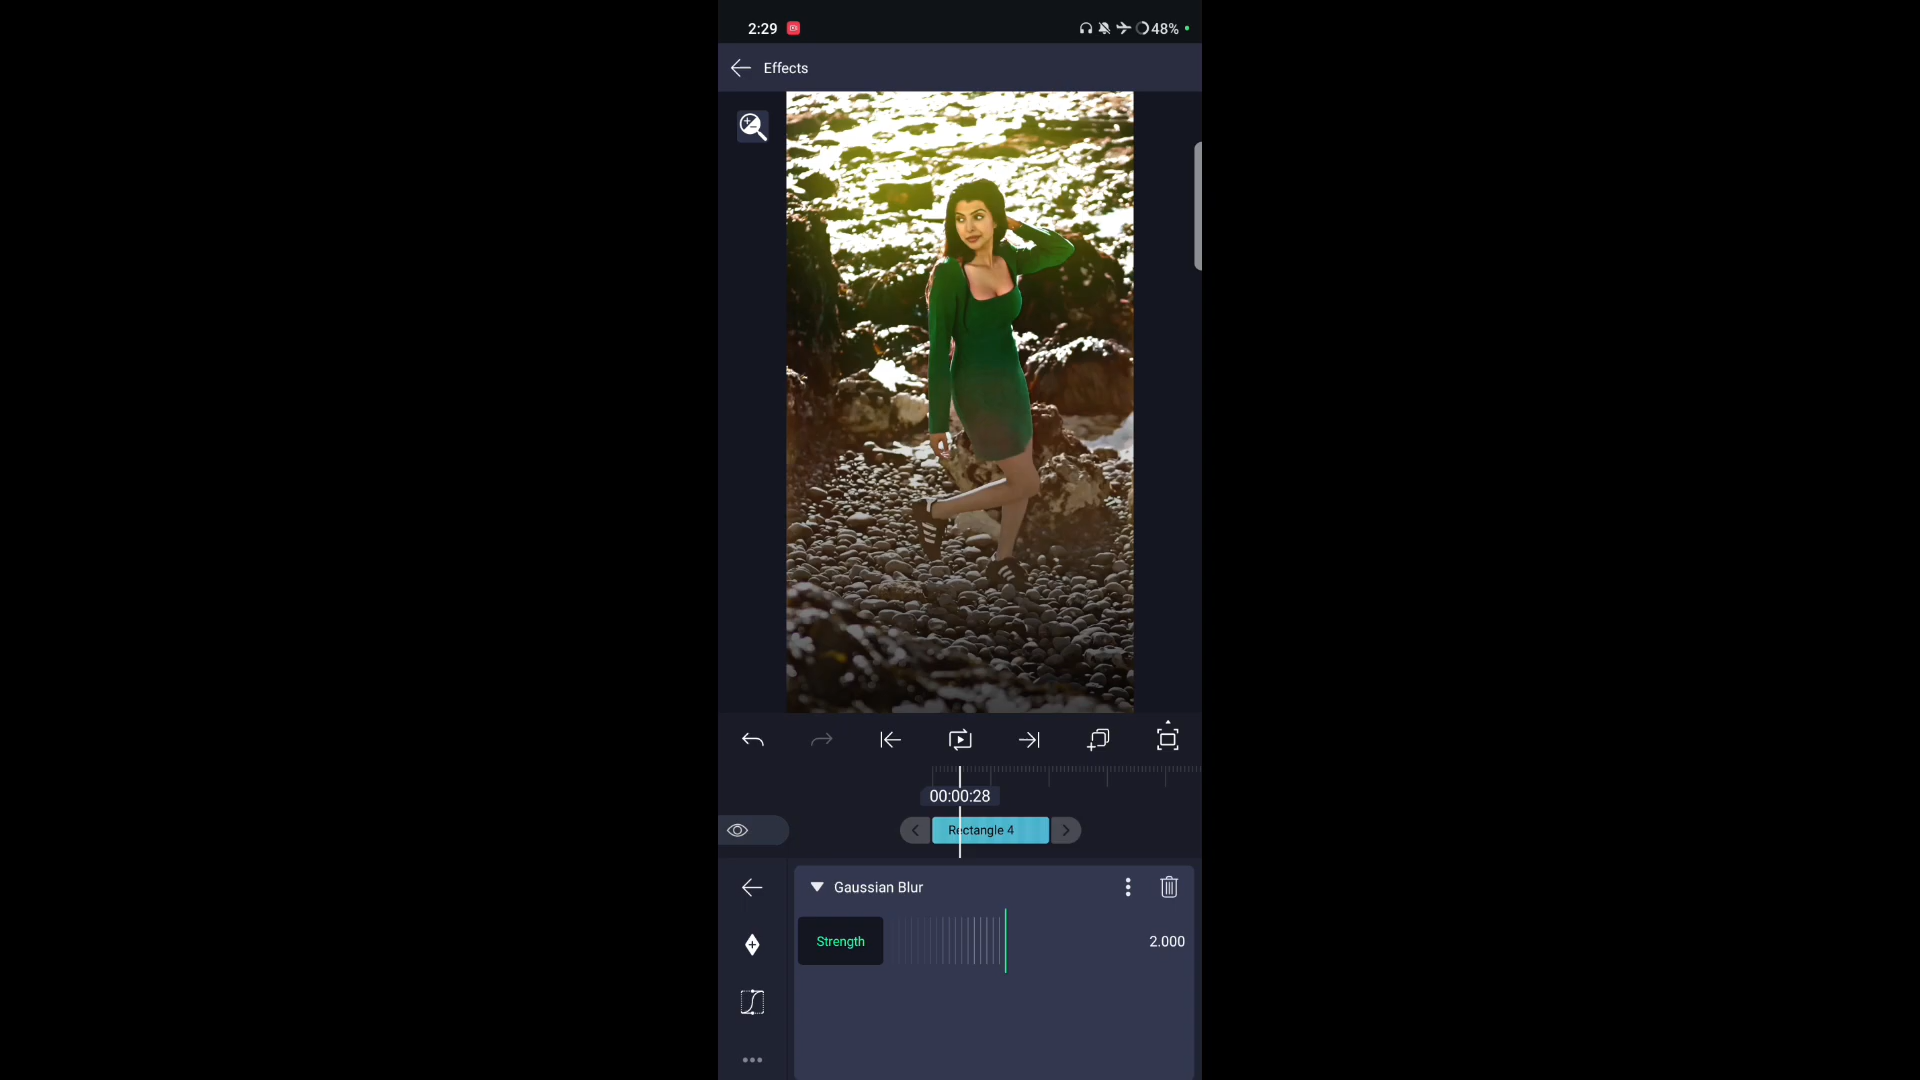 2:29
48%
Effects
00:00:28
Rectangle 4
Gaussian Blur
Strength
2.000